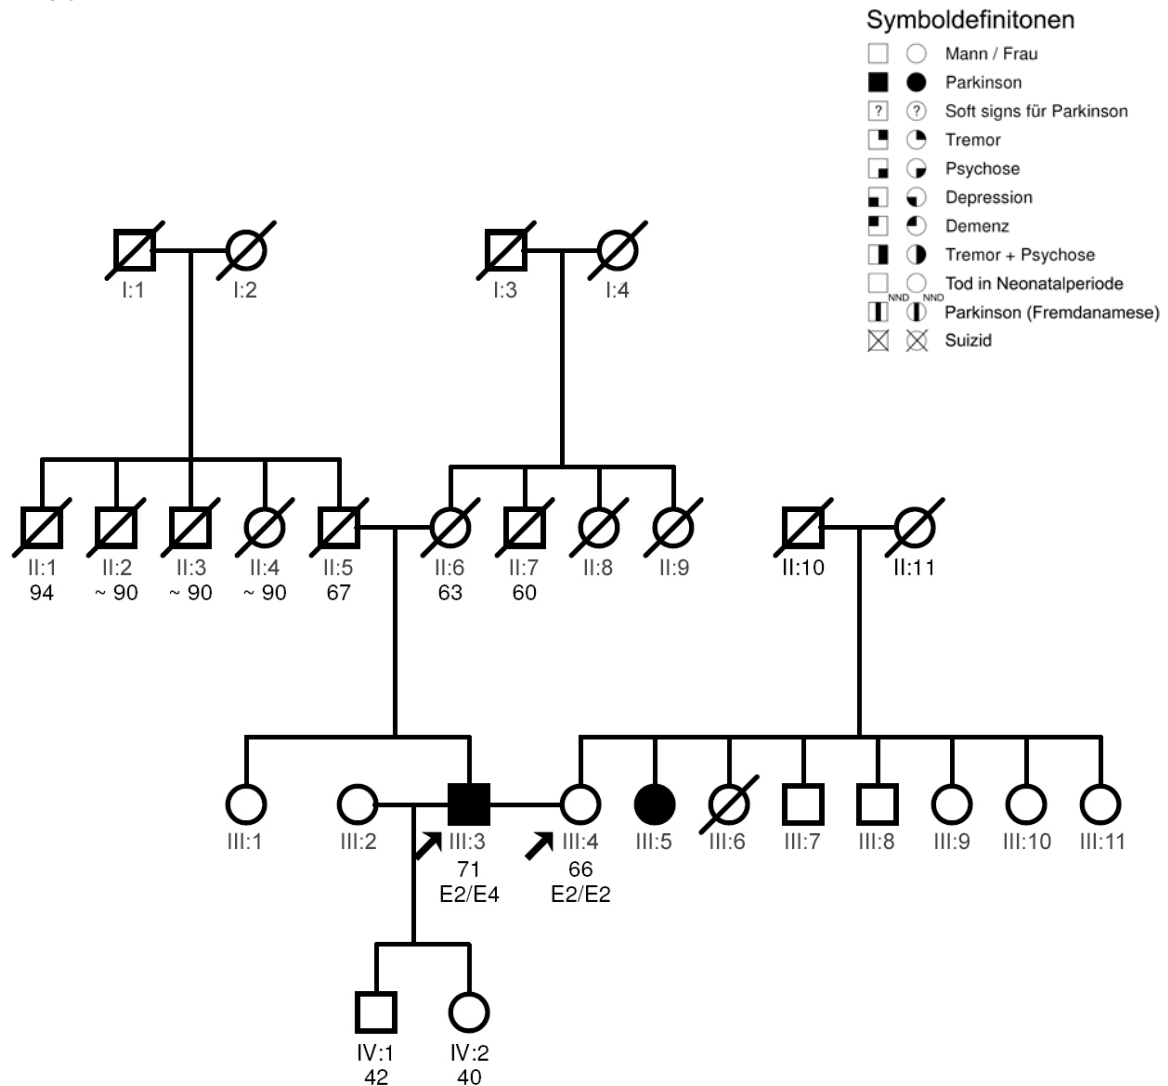 Symboldefinitonen
Mann / Frau
Parkinson
? ? Soft signs für Parkinson
Tremor
Psychose
Depression
Demenz
Tremor + Psychose
Tod in Neonatalperiode
NND NND
Parkinson (Fremdanamese)
Suizid
I:1 I:2 I:3 I:4
II:1 II:2 II:3 II:4 II:5 II:6 II:7 II:8 II:9 II:10 II:11
94 ~ 90 ~ 90 ~ 90 67 63 60
III:1 III:2 III:3 III:4 III:5 III:6 III:7 III:8 III:9 III:10 III:11
71 66
E2/E4 E2/E2
IV:1 IV:2
42 40